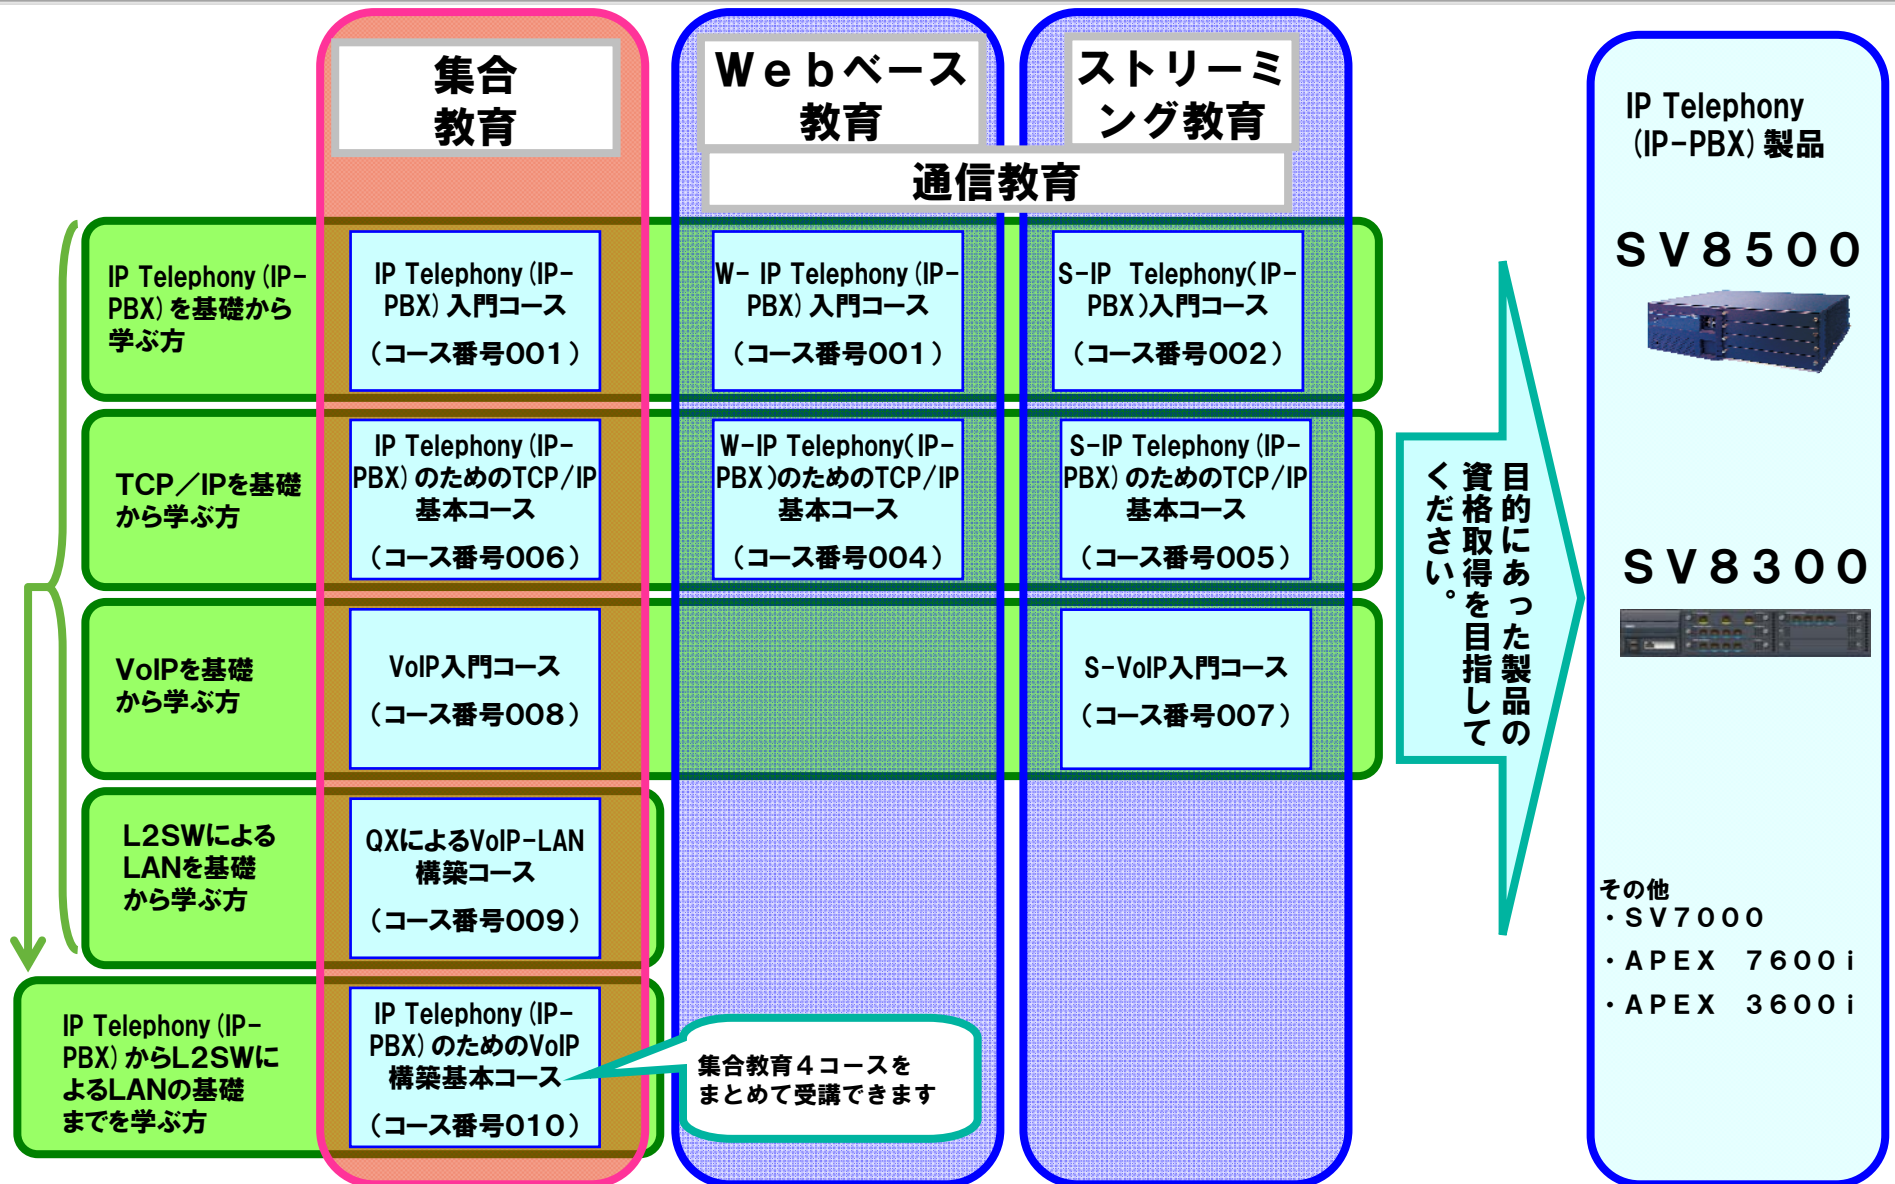 集合
教育
Ｗｅｂベース
教育
ストリーミ
ング教育
通信教育
IP Telephony(IP-
PBX)を基礎から
学ぶ方
IP Telephony(IP-
PBX)入門コース
（コース番号001）
W- IP Telephony(IP-
PBX)入門コース
（コース番号001）
S-IP Telephony(IP-
PBX)入門コース
（コース番号002）
TCP／IPを基礎
から学ぶ方
IP Telephony(IP-
PBX)のためのTCP/IP
基本コース
（コース番号006）
W-IP Telephony(IP-
PBX)のためのTCP/IP
基本コース
（コース番号004）
S-IP Telephony(IP-
PBX)のためのTCP/IP
基本コース
（コース番号005）
VoIPを基礎
から学ぶ方
VoIP入門コース
（コース番号008）
S-VoIP入門コース
（コース番号007）
L2SWによる
LANを基礎
から学ぶ方
QXによるVoIP-LAN
構築コース
（コース番号009）
IP Telephony(IP-
PBX)からL2SWに
よるLANの基礎
までを学ぶ方
IP Telephony(IP-
PBX)のためのVoIP
構築基本コース
（コース番号010）
集合教育４コースを
まとめて受講できます
目的にあった製品の
資格取得を目指して
ください。
IP Telephony
(IP-PBX)製品
ＳＶ８５００
ＳＶ８３００
その他
・ＳＶ７０００
・ＡＰＥＸ　７６００ｉ
・ＡＰＥＸ　３６００ｉ